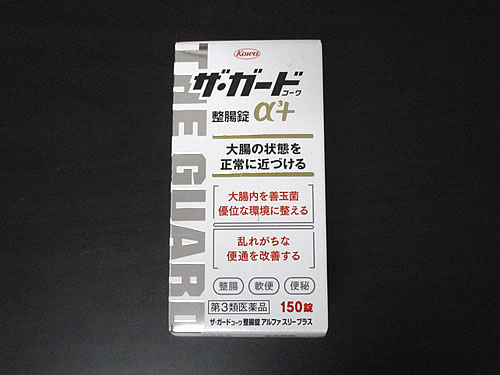 Kowa
THE GUARD
ザ・ガード
コーワ
整腸錠 α³+
大腸の状態を
正常に近づける
大腸内を善玉菌
優位な環境に整える
乱れがちな
便通を改善する
整腸 軟便 便秘
第3類医薬品 150錠
ザ・ガードコーワ整腸錠 アルファ スリー プラス